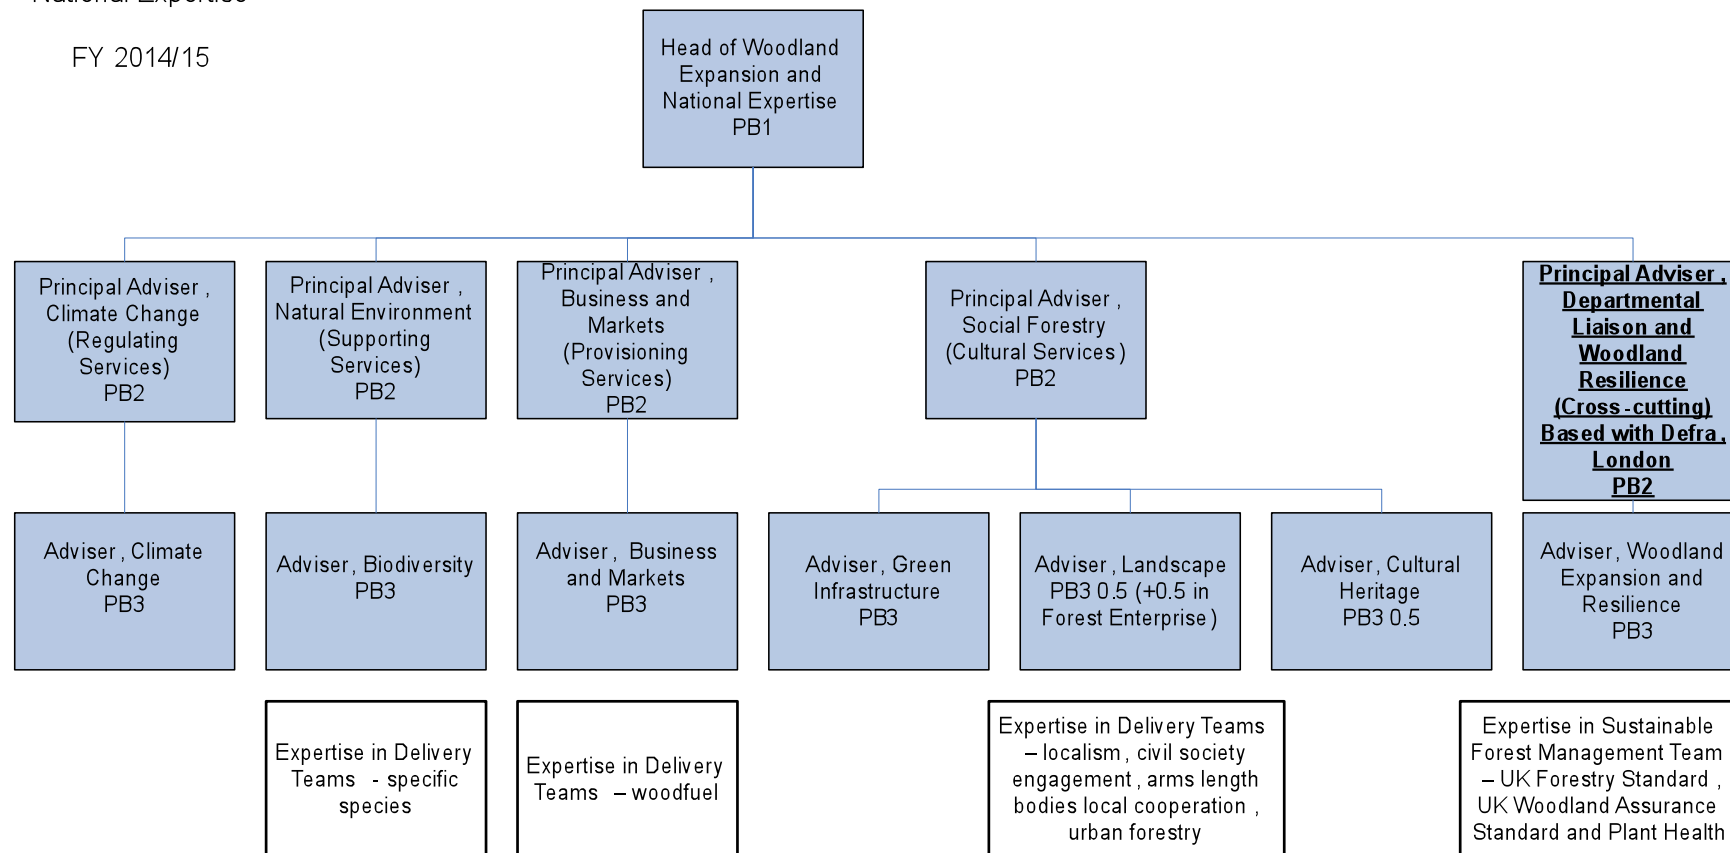 National Expertise
FY 2014/15
Head of Woodland
Expansion and
National Expertise
PB1
Principal Adviser ,
Climate Change
(Regulating
Services)
PB2
Principal Adviser ,
Natural Environment
(Supporting
Services)
PB2
Principal Adviser ,
Business and
Markets
(Provisioning
Services)
PB2
Principal Adviser ,
Social Forestry
(Cultural Services )
PB2
Principal Adviser ,
Departmental
Liaison and
Woodland
Resilience
(Cross -cutting)
Based with Defra ,
London
PB2
Adviser , Climate
Change
PB3
Adviser , Biodiversity
PB3
Adviser , Business
and Markets
PB3
Adviser , Green
Infrastructure
PB3
Adviser , Landscape
PB3 0.5 (+0.5 in
Forest Enterprise )
Adviser , Cultural
Heritage
PB3 0.5
Adviser , Woodland
Expansion and
Resilience
PB3
Expertise in Delivery
Teams - specific
species
Expertise in Delivery
Teams – woodfuel
Expertise in Delivery Teams
– localism , civil society
engagement , arms length
bodies local cooperation ,
urban forestry
Expertise in Sustainable
Forest Management Team
– UK Forestry Standard ,
UK Woodland Assurance
Standard and Plant Health